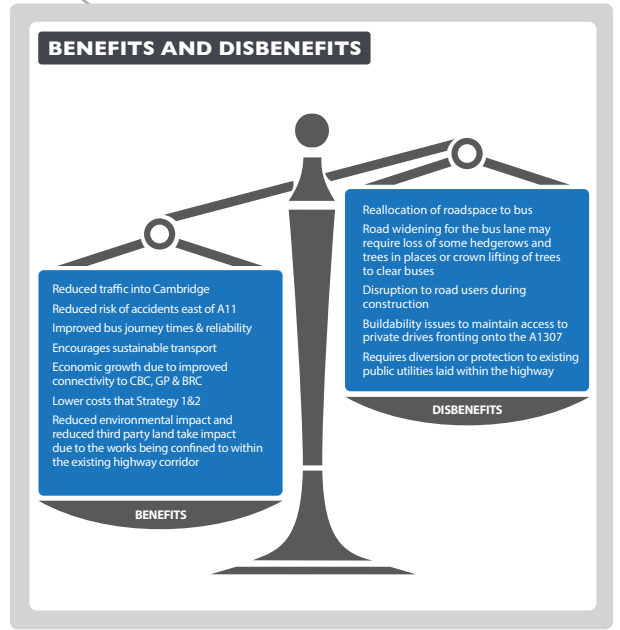 BENEFITS AND DISBENEFITS
Reduced traffic into Cambridge
Reduced risk of accidents east of A11
Improved bus journey times & reliability
Encourages sustainable transport
Economic growth due to improved
connectivity to CBC, GP & BRC
Lower costs that Strategy 1&2
Reduced environmental impact and
reduced third party land take impact
due to the works being confined to within
the existing highway corridor
BENEFITS
Reallocation of roadspace to bus
Road widening for the bus lane may
require loss of some hedgerows and
trees in places or crown lifting of trees
to clear buses
Disruption to road users during
construction
Buildability issues to maintain access to
private drives fronting onto the A1307
Requires diversion or protection to existing
public utilities laid within the highway
DISBENEFITS